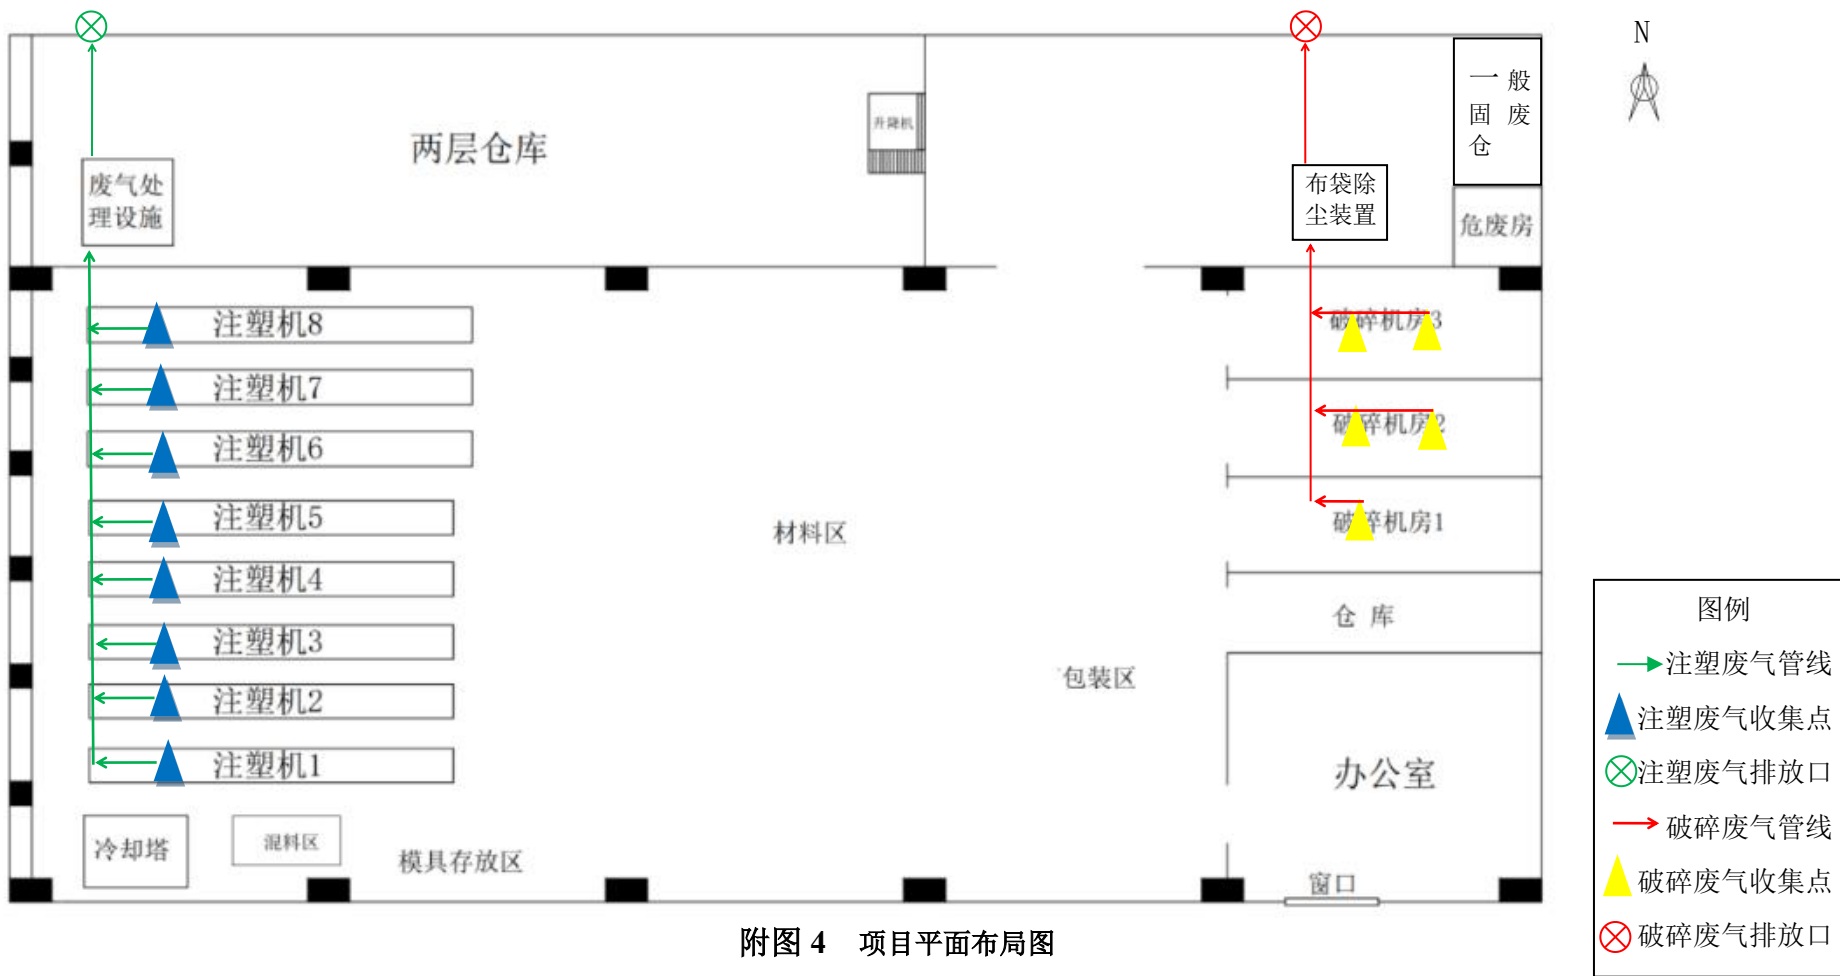 N
一般
固废
仓
升降机
两层仓库
废气处
理设施
布袋除
尘装置
危废房
注塑机8
破碎机房3
注塑机7
破碎机房2
注塑机6
注塑机5
破碎机房1
材料区
注塑机4
仓 库
注塑机3
包装区
注塑机2
注塑机1
办公室
冷却塔
混料区
模具存放区
窗口
图例
注塑废气管线
注塑废气收集点
注塑废气排放口
破碎废气管线
破碎废气收集点
破碎废气排放口
附图 4 项目平面布局图